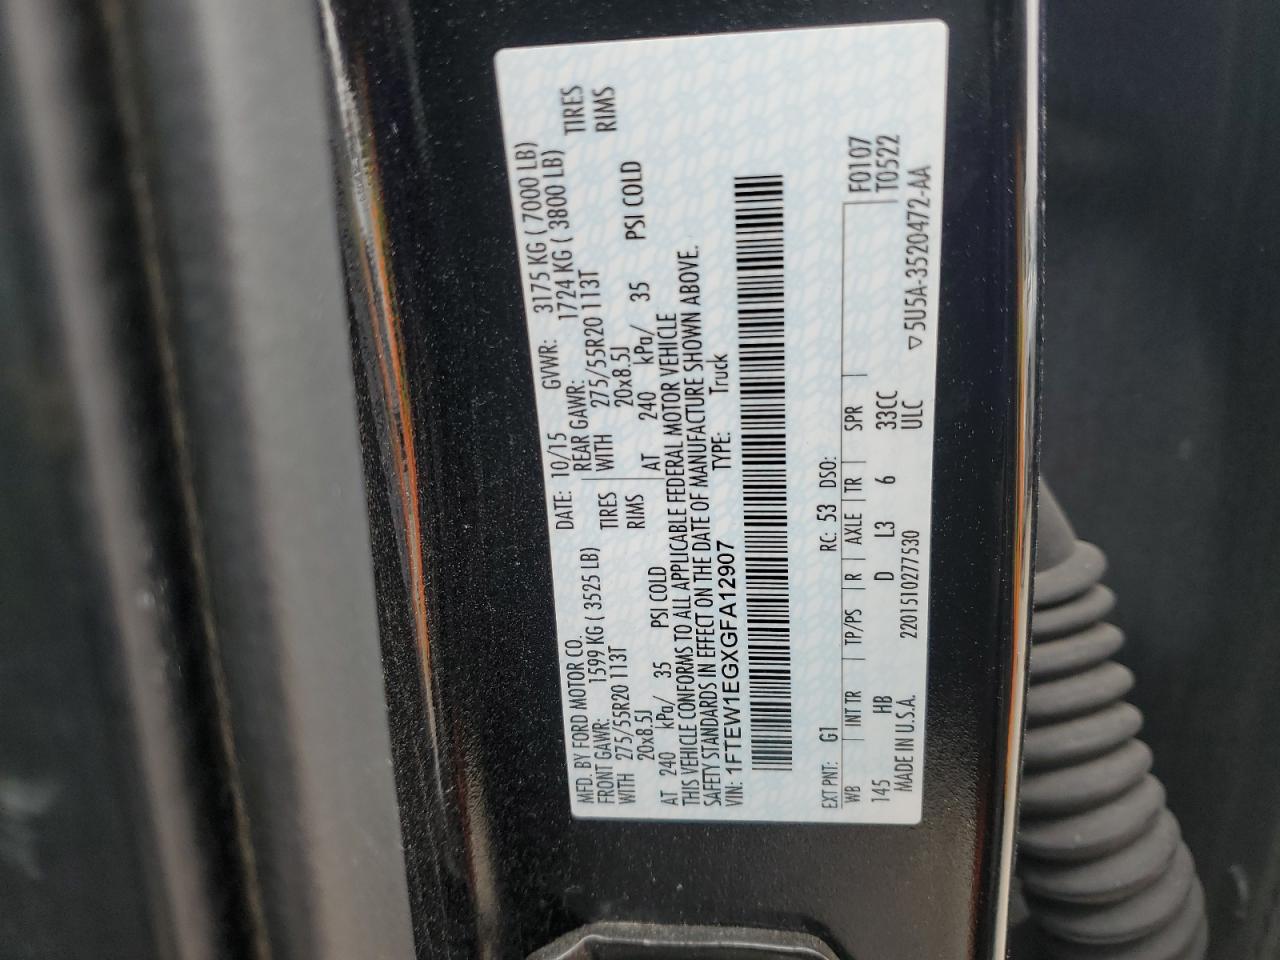 MFD. BY FORD MOTOR CO.
DATE: 10/15 GVWR: 3175 KG ( 7000 LB)
FRONT GAWR: 1599 KG ( 3525 LB)
REAR GAWR: 1724 KG ( 3800 LB)
WITH 275/55R20 113T TIRES
WITH 275/55R20 113T TIRES
20x8.5J RIMS
20x8.5J RIMS
AT 240 kPa/ 35 PSI COLD
AT 240 kPa/ 35 PSI COLD
THIS VEHICLE CONFORMS TO ALL APPLICABLE FEDERAL MOTOR VEHICLE
SAFETY STANDARDS IN EFFECT ON THE DATE OF MANUFACTURE SHOWN ABOVE.
VIN: 1FTEW1EGXGFA12907 TYPE: Truck
EXT PNT: G1 RC: 53 DSO:
WB INT TR TP/PS R AXLE TR SPR F0107
145 HB D L3 6 33CC T0522
MADE IN U.S.A. 2201510277530 ULC
▽5U5A-3520472-AA